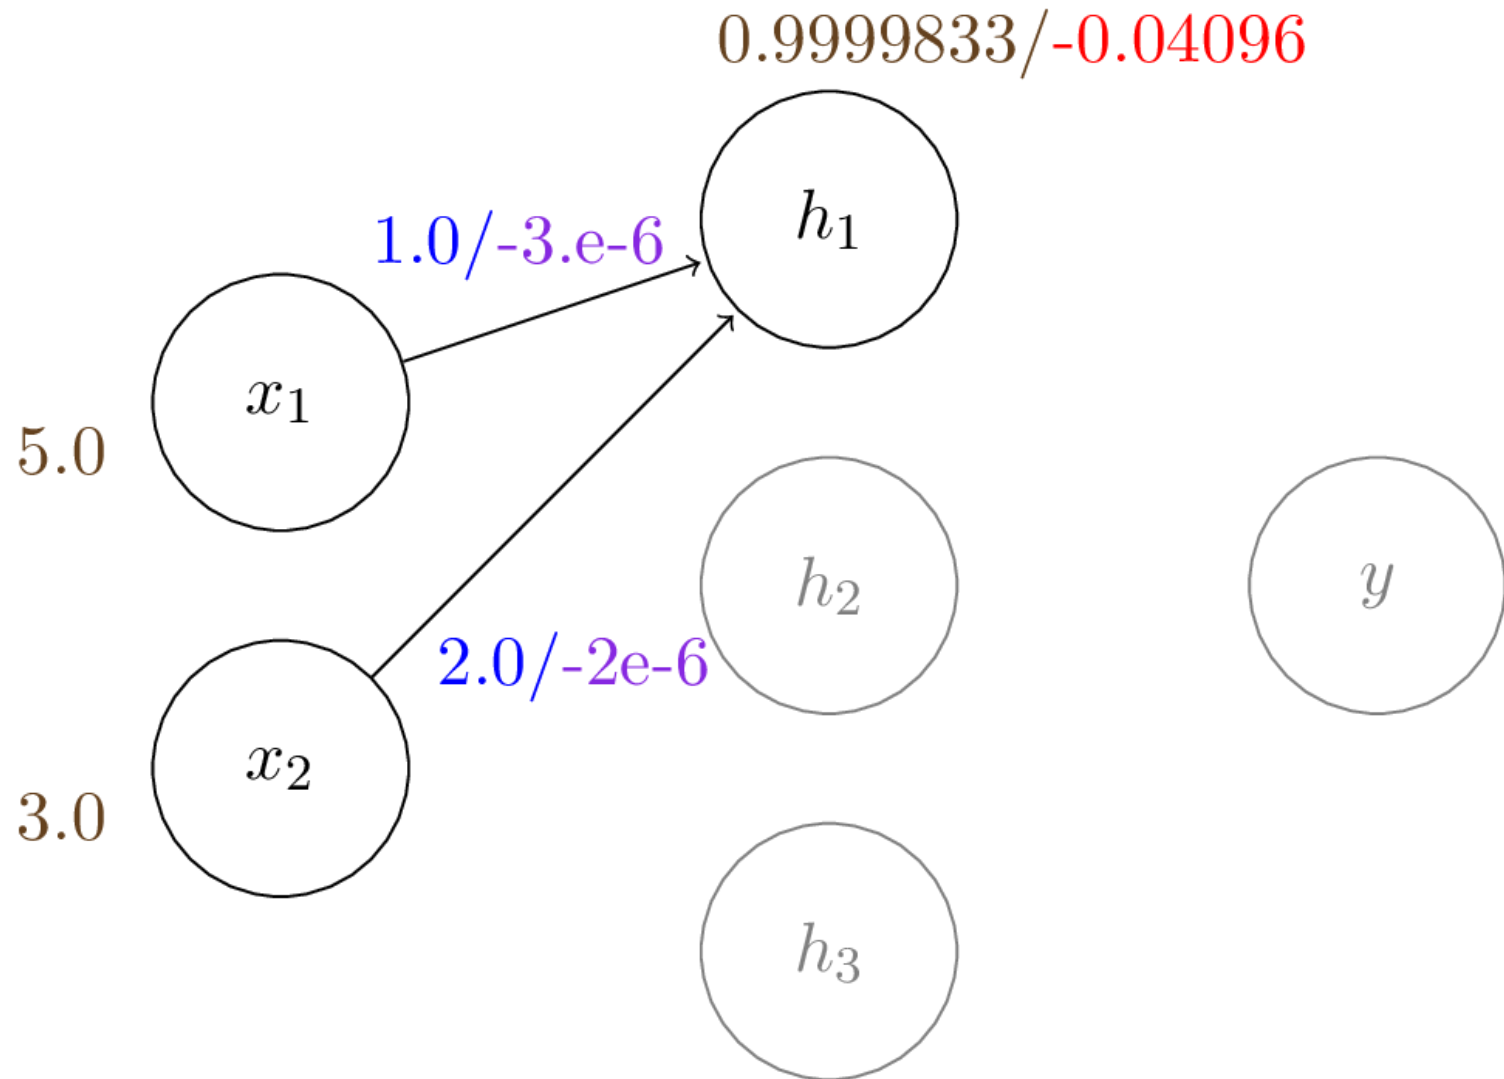 0.9999833/-0.04096
h₁
1.0/-3.e-6
x₁
5.0
h₂
y
2.0/-2e-6
x₂
3.0
h₃